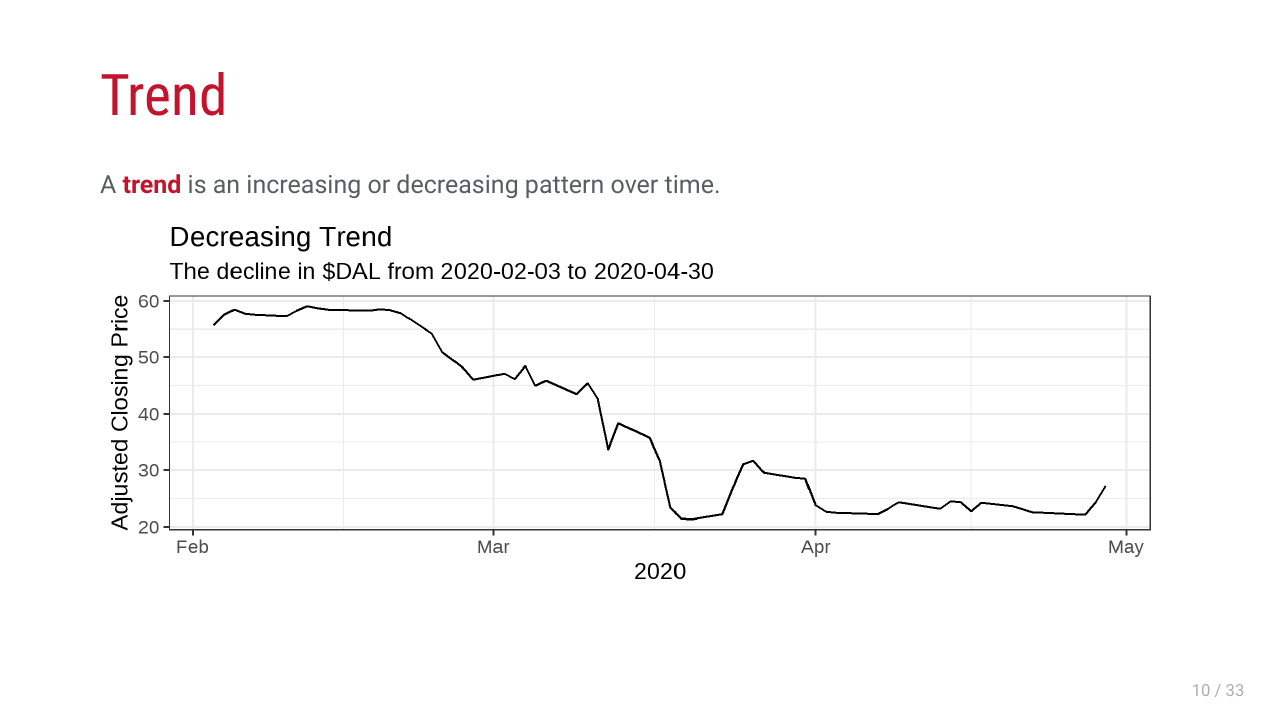 Trend
A trend is an increasing or decreasing pattern over time.
Decreasing Trend
The decline in $DAL from 2020-02-03 to 2020-04-30
Adjusted Closing Price
60
50
40
30
20
Feb Mar Apr May
2020
10 / 33